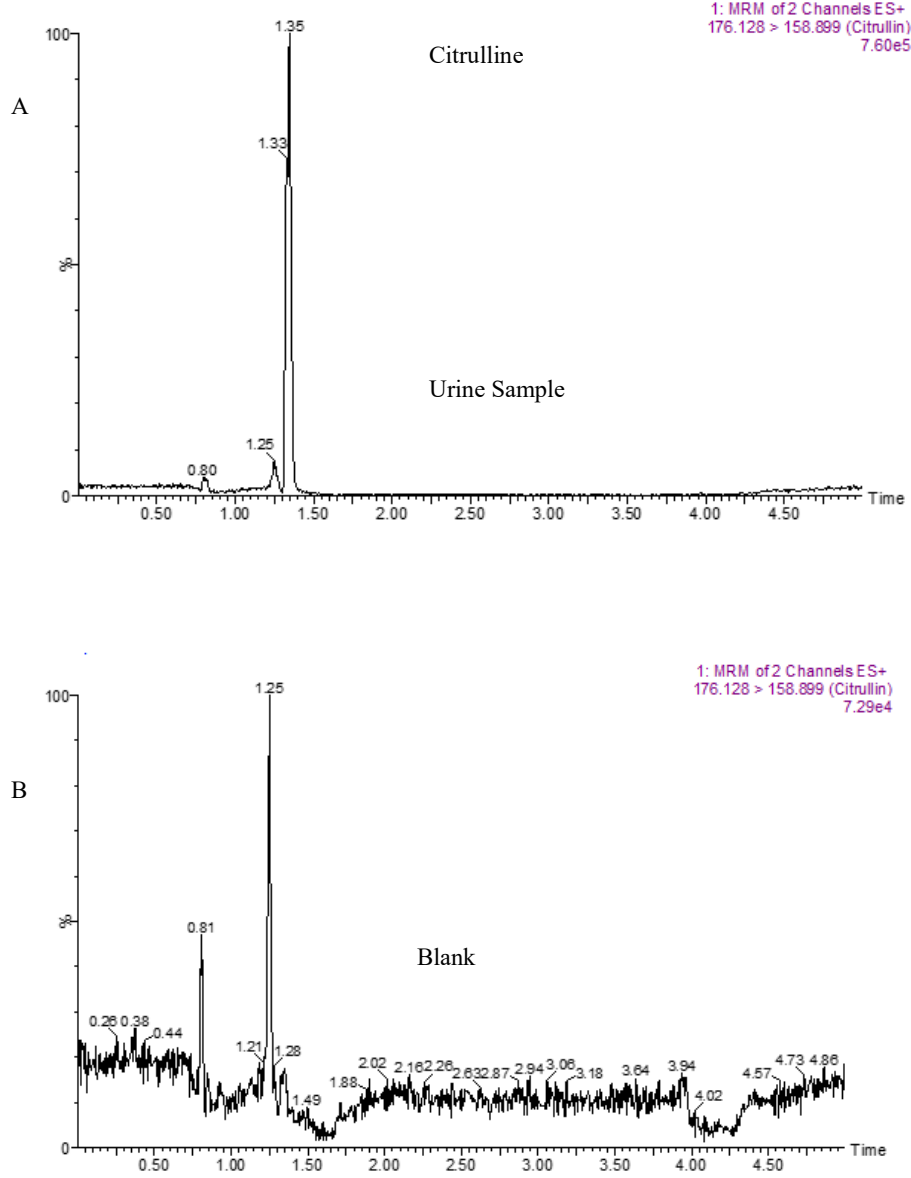 1: MRM of 2 Channels ES+
176.128 > 158.899 (Citrullin)
7.60e5
100
1.35
Citrulline
A
1.33
%
Urine Sample
1.25
0.80
0
Time
0.50 1.00 1.50 2.00 2.50 3.00 3.50 4.00 4.50
1: MRM of 2 Channels ES+
176.128 > 158.899 (Citrullin)
7.29e4
100
1.25
B
%
0.81
Blank
0.26 0.38 0.44
1.21 1.28
1.49
1.88 2.02 2.16 2.26 2.63 2.87 2.94 3.06 3.18 3.64 3.94 4.02 4.57 4.73 4.86
0
Time
0.50 1.00 1.50 2.00 2.50 3.00 3.50 4.00 4.50